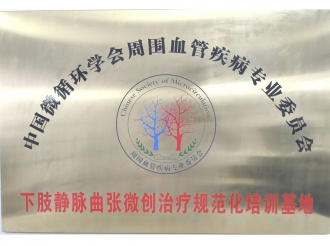 中国微循环学会周围血管疾病专业委员会
Chinese Society of Microcirculation
周围血管疾病专业委员会
下肢静脉曲张微创治疗规范化培训基地